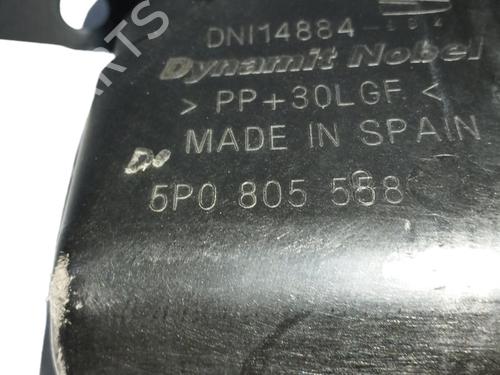 DNI14884
Dynamit Nobel
> PP+30LGF <
MADE IN SPAIN
5P0 805 588